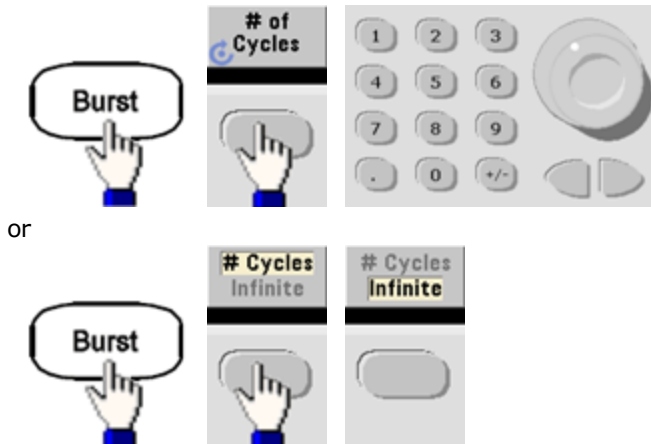 # of
Cycles
1 2 3
Burst
4 5 6
7 8 9
. 0 +/-
or
# Cycles
Infinite
# Cycles
Infinite
Burst